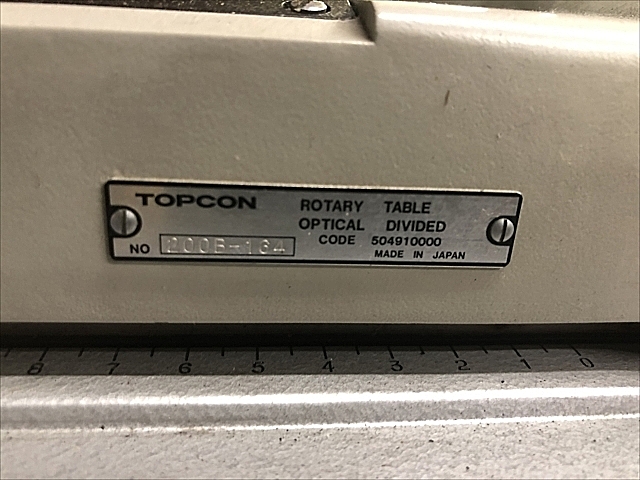 TOPCON
ROTARY TABLE
OPTICAL DIVIDED
CODE 504910000
MADE IN JAPAN
NO 200B-164
8 7 6 5 4 3 2 1 0